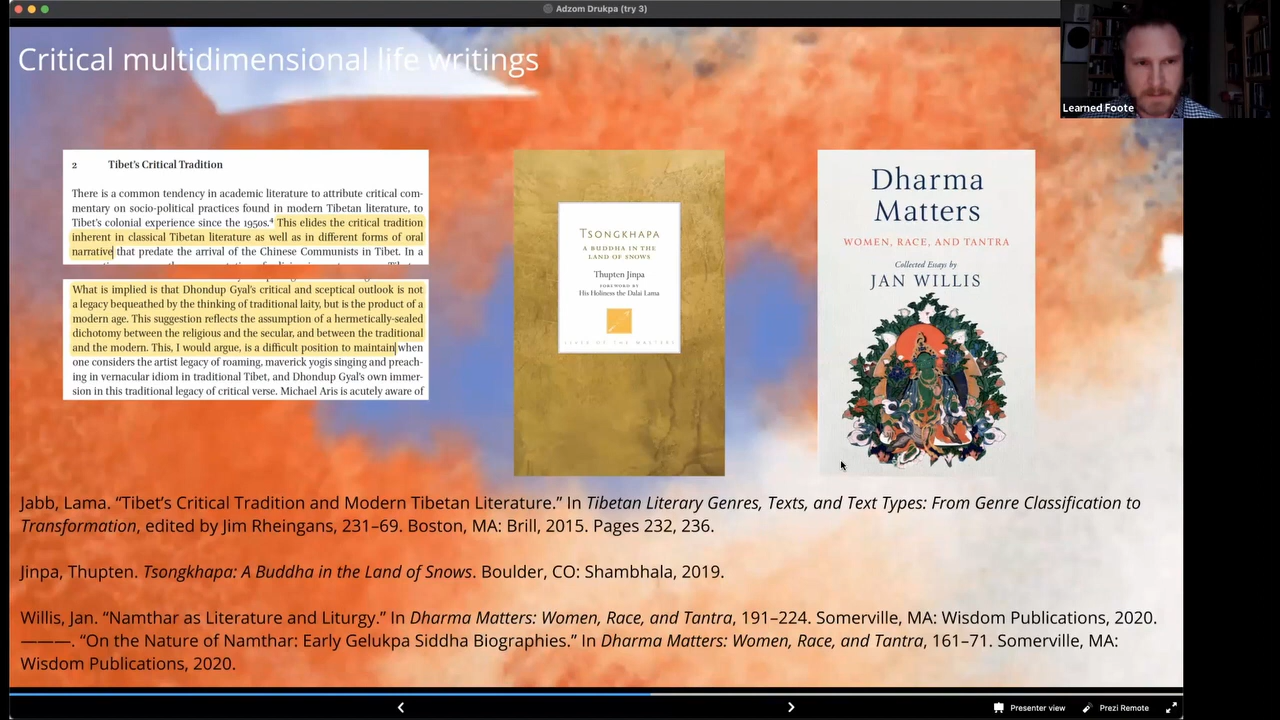 Adzom Drukpa (try 3)
Critical multidimensional life writings
Learned Foote
2 Tibet's Critical Tradition
There is a common tendency in academic literature to attribute critical com-
mentary on socio-political practices found in modern Tibetan literature, to
Tibet's colonial experience since the 1950s.⁴ This elides the critical tradition
inherent in classical Tibetan literature as well as in different forms of oral
narrative that predate the arrival of the Chinese Communists in Tibet. In a
What is implied is that Dhondup Gyal's critical and sceptical outlook is not
a legacy bequeathed by the thinking of traditional laity, but is the product of a
modern age. This suggestion reflects the assumption of a hermetically-sealed
dichotomy between the religious and the secular, and between the traditional
and the modern. This, I would argue, is a difficult position to maintain when
one considers the artist legacy of roaming, maverick yogis singing and preach-
ing in vernacular idiom in traditional Tibet, and Dhondup Gyal's own immer-
sion in this traditional legacy of critical verse. Michael Aris is acutely aware of
TSONGKHAPA
A BUDDHA IN THE
LAND OF SNOWS
Thupten Jinpa
FOREWORD BY
His Holiness the Dalai Lama
LIVES OF THE MASTERS
Dharma
Matters
WOMEN, RACE, AND TANTRA
Collected Essays by
JAN WILLIS
Jabb, Lama. “Tibet's Critical Tradition and Modern Tibetan Literature.” In Tibetan Literary Genres, Texts, and Text Types: From Genre Classification to
Transformation, edited by Jim Rheingans, 231–69. Boston, MA: Brill, 2015. Pages 232, 236.
Jinpa, Thupten. Tsongkhapa: A Buddha in the Land of Snows. Boulder, CO: Shambhala, 2019.
Willis, Jan. “Namthar as Literature and Liturgy.” In Dharma Matters: Women, Race, and Tantra, 191–224. Somerville, MA: Wisdom Publications, 2020.
———. “On the Nature of Namthar: Early Gelukpa Siddha Biographies.” In Dharma Matters: Women, Race, and Tantra, 161–71. Somerville, MA:
Wisdom Publications, 2020.
Presenter view
Prezi Remote